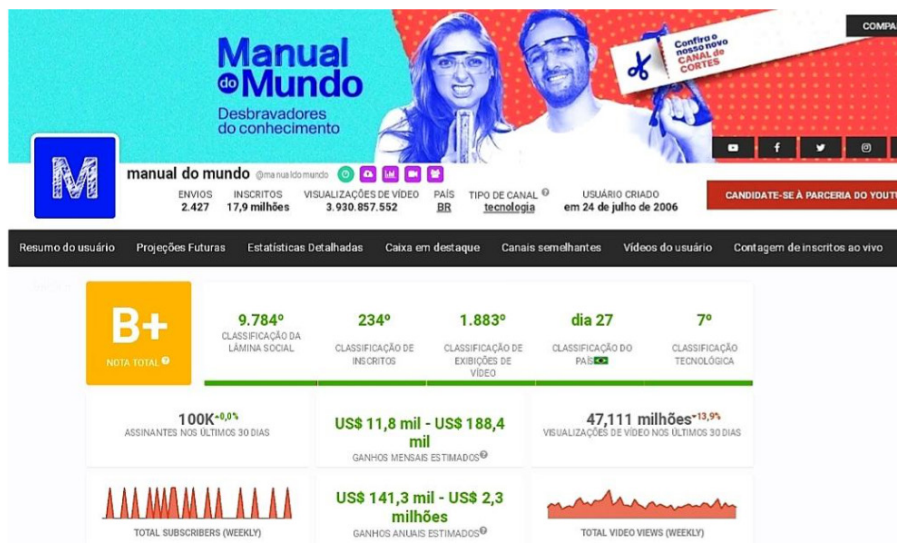 COMPA
Confira o
nosso novo
CANAL de
CORTES
Manual
do Mundo
Desbravadores
do conhecimento
M
manual do mundo @manualdomundo
ENVIOS INSCRITOS VISUALIZAÇÕES DE VÍDEO PAÍS TIPO DE CANAL USUÁRIO CRIADO
2.427 17,9 milhões 3.930.857.552 BR tecnologia em 24 de julho de 2006
CANDIDATE-SE À PARCERIA DO YOUT
Resumo do usuário Projeções Futuras Estatísticas Detalhadas Caixa em destaque Canais semelhantes Vídeos do usuário Contagem de inscritos ao vivo
B+
NOTA TOTAL
9.784º 234º 1.883º dia 27 7º
CLASSIFICAÇÃO DA
LÂMINA SOCIAL
CLASSIFICAÇÃO DE
INSCRITOS
CLASSIFICAÇÃO DE
EXIBIÇÕES DE
VÍDEO
CLASSIFICAÇÃO DO
PAÍS
CLASSIFICAÇÃO
TECNOLÓGICA
100K +0,0%
ASSINANTES NOS ÚLTIMOS 30 DIAS
US$ 11,8 mil - US$ 188,4
mil
GANHOS MENSAIS ESTIMADOS
47,111 milhões -13,9%
VISUALIZAÇÕES DE VÍDEO NOS ÚLTIMOS 30 DIAS
TOTAL SUBSCRIBERS (WEEKLY)
US$ 141,3 mil - US$ 2,3
milhões
GANHOS ANUAIS ESTIMADOS
TOTAL VIDEO VIEWS (WEEKLY)